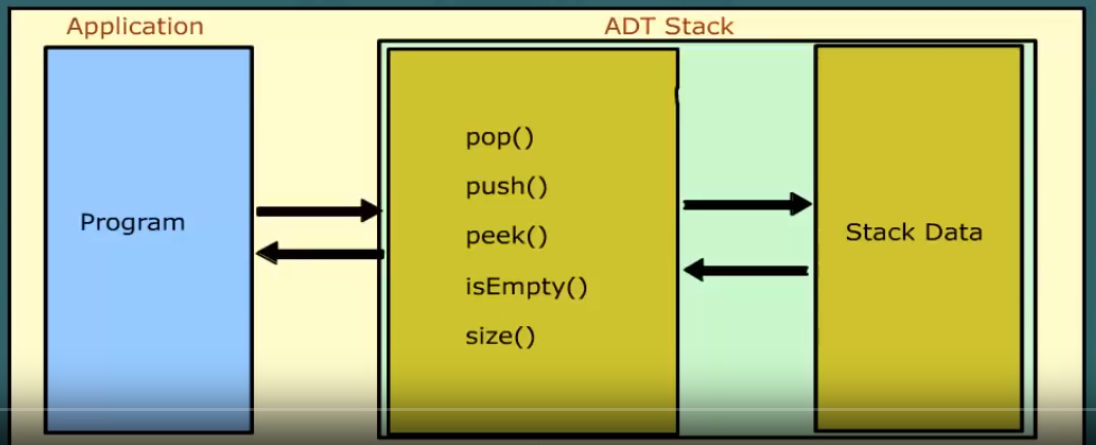 Application
ADT Stack
Program
pop()
push()
peek()
isEmpty()
size()
Stack Data